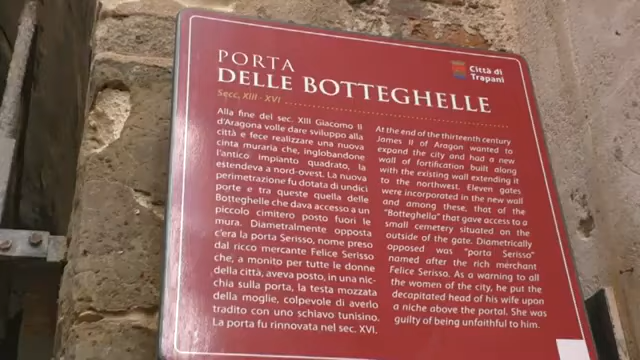 PORTA
DELLE BOTTEGHELLE
Città di
Trapani
Secc. XIII - XVI
Alla fine del sec. XIII Giacomo II
d'Aragona volle dare sviluppo alla
città e fece realizzare una nuova
cinta muraria che, inglobandone
l'antico impianto quadrato, la
estendeva a nord-ovest. La nuova
perimetrazione fu dotata di undici
porte e tra queste quella delle
Botteghelle che dava accesso a un
piccolo cimitero posto fuori le
mura. Diametralmente opposta
c'era la porta Serisso, nome preso
dal ricco mercante Felice Serisso
che, a monito per tutte le donne
della città, aveva posto, in una nic-
chia sulla porta, la testa mozzata
della moglie, colpevole di averlo
tradito con uno schiavo tunisino.
La porta fu rinnovata nel sec. XVI.
At the end of the thirteenth century
James II of Aragon wanted to
expand the city and had a new
wall of fortification built along
with the existing wall extending it
to the northwest. Eleven gates
were incorporated in the new wall
and among these, that of the
"Botteghella" that gave access to a
small cemetery situated on the
outside of the gate. Diametrically
opposed was "porta Serisso"
named after the rich merchant
Felice Serisso. As a warning to all
the women of the city, he put the
decapitated head of his wife upon
a niche above the portal. She was
guilty of being unfaithful to him.